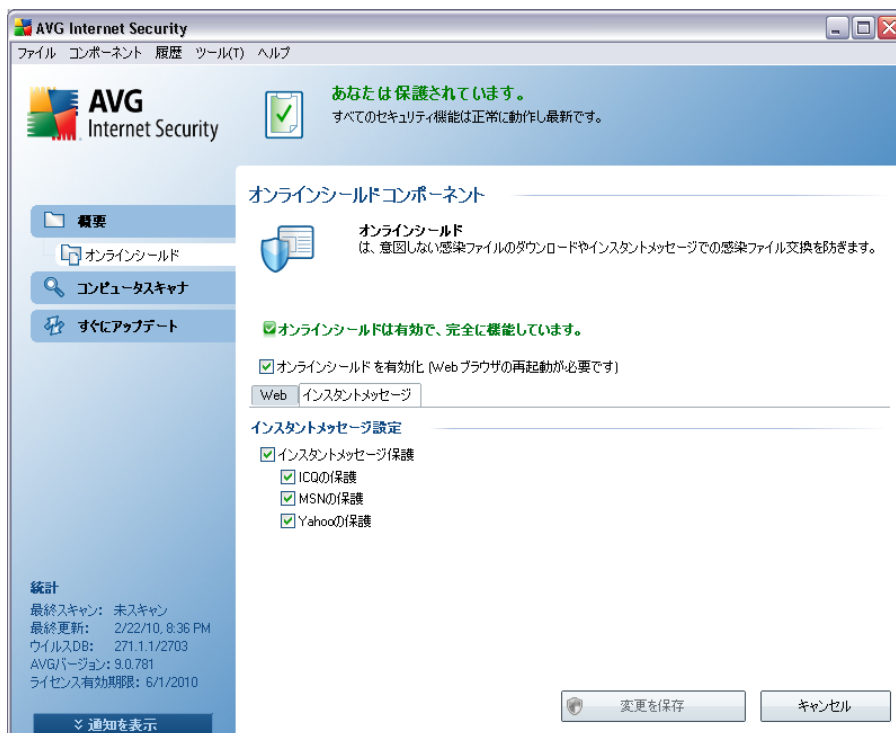 AVG Internet Security
ファイル コンポーネント 履歴 ツール(T) ヘルプ
AVG
Internet Security
あなたは保護されています。
すべてのセキュリティ機能は正常に動作し最新です。
概要
オンラインシールド
コンピュータスキャナ
すぐにアップデート
オンラインシールド コンポーネント
オンラインシールド
は、意図しない感染ファイルのダウンロードやインスタントメッセージでの感染ファイル交換を防ぎます。
オンラインシールドは有効で、完全に機能しています。
オンラインシールド を有効化 (Web ブラウザの再起動が必要です)
Web インスタントメッセージ
インスタントメッセージ設定
インスタントメッセージ保護
ICQの保護
MSNの保護
Yahooの保護
統計
最終スキャン: 未スキャン
最終更新: 2/22/10, 8:36 PM
ウイルスDB: 271.1.1/2703
AVGバージョン: 9.0.781
ライセンス有効期限: 6/1/2010
通知を表示
変更を保存 キャンセル